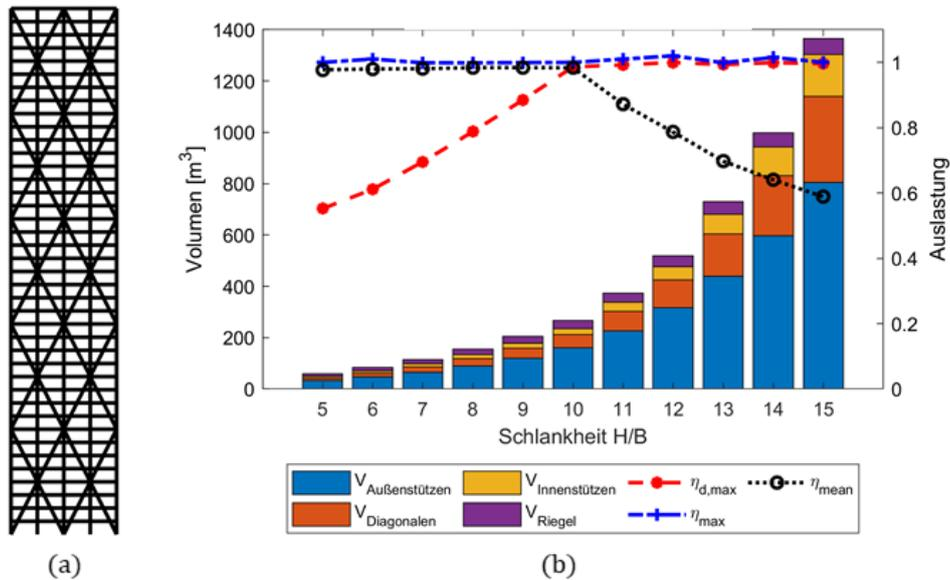 1400
1200
1000
800
600
400
200
0
Volumen [m³]
1
0.8
0.6
0.4
0.2
0
Auslastung
5 6 7 8 9 10 11 12 13 14 15
Schlankheit H/B
V_Außenstützen V_Innenstützen η_d,max η_mean
V_Diagonalen V_Riegel η_max
(a) (b)